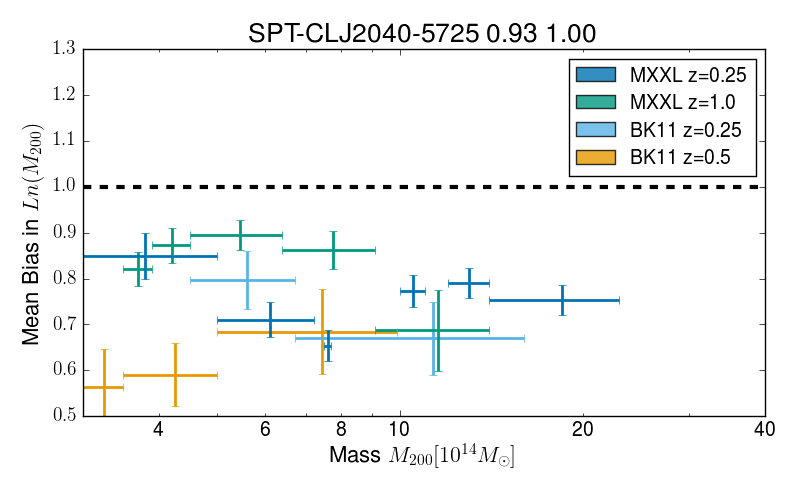 SPT-CLJ2040-5725 0.93 1.00
1.3
1.2
1.1
1.0
0.9
0.8
0.7
0.6
0.5
Mean Bias in Ln(M₂₀₀)
MXXL z=0.25
MXXL z=1.0
BK11 z=0.25
BK11 z=0.5
4 6 8 10 20 40
Mass M₂₀₀[10¹⁴M☉]